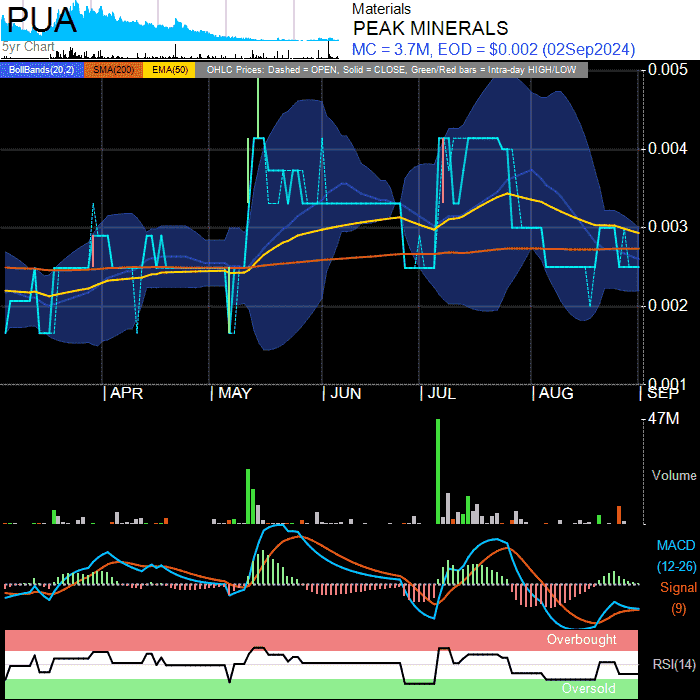 PUA
5yr Chart
Materials
PEAK MINERALS
MC = 3.7M, EOD = $0.002 (02Sep2024)
BollBands(20,2) SMA(200) EMA(50) OHLC Prices: Dashed = OPEN, Solid = CLOSE, Green/Red bars = Intra-day HIGH/LOW
0.005
0.004
0.003
0.002
0.001
APR MAY JUN JUL AUG SEP
47M
Volume
MACD
(12-26)
Signal
(9)
Overbought
RSI(14)
Oversold